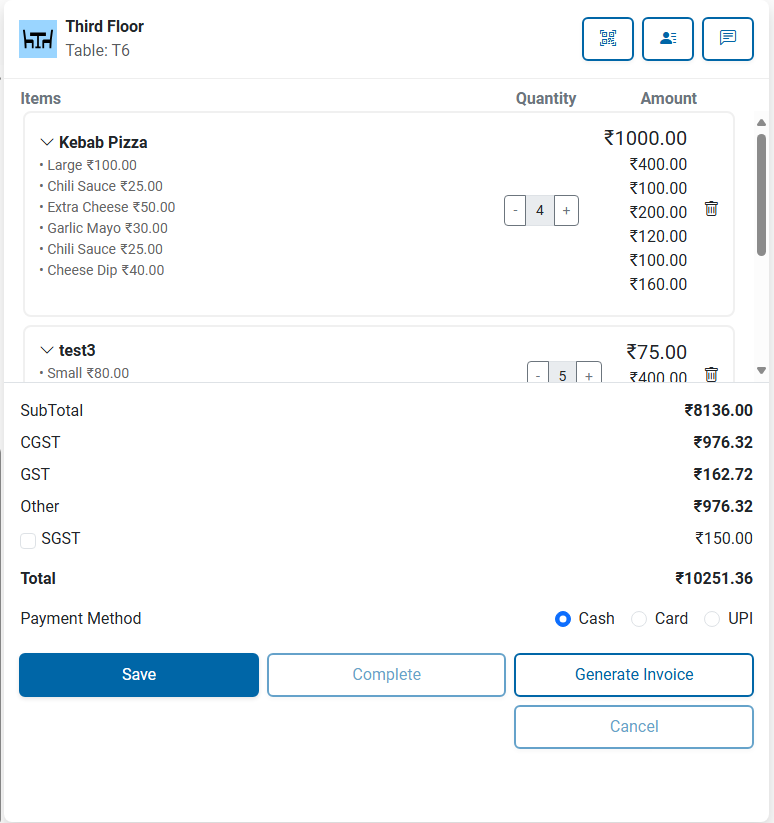 Third Floor
Table: T6
Items Quantity Amount
Kebab Pizza ₹1000.00
• Large ₹100.00 ₹400.00
• Chili Sauce ₹25.00 ₹100.00
• Extra Cheese ₹50.00 - 4 + ₹200.00
• Garlic Mayo ₹30.00 ₹120.00
• Chili Sauce ₹25.00 ₹100.00
• Cheese Dip ₹40.00 ₹160.00
test3 ₹75.00
• Small ₹80.00 - 5 + ₹400.00
SubTotal ₹8136.00
CGST ₹976.32
GST ₹162.72
Other ₹976.32
SGST ₹150.00
Total ₹10251.36
Payment Method Cash Card UPI
Save Complete Generate Invoice
Cancel